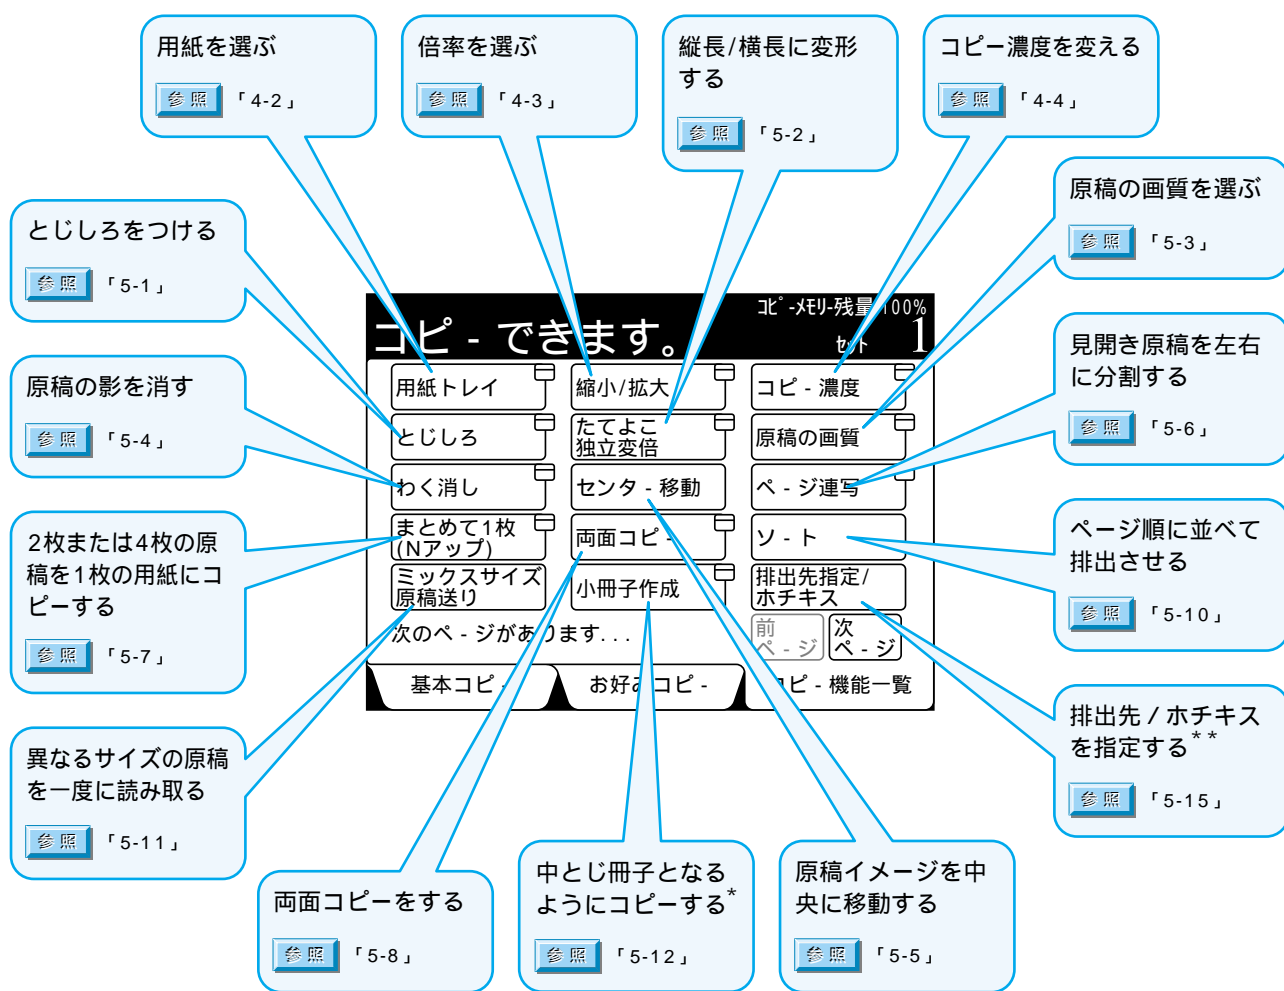 用紙を選ぶ
参照 「4-2」
倍率を選ぶ
参照 「4-3」
縦長/横長に変形
する
参照 「5-2」
コピー濃度を変える
参照 「4-4」
原稿の画質を選ぶ
参照 「5-3」
とじしろをつける
参照 「5-1」
見開き原稿を左右
に分割する
参照 「5-6」
原稿の影を消す
参照 「5-4」
ページ順に並べて
排出させる
参照 「5-10」
2枚または4枚の原
稿を1枚の用紙にコ
ピーする
参照 「5-7」
排出先/ホチキス
を指定する**
参照 「5-15」
異なるサイズの原稿
を一度に読み取る
参照 「5-11」
両面コピーをする
参照 「5-8」
中とじ冊子となる
ようにコピーする*
参照 「5-12」
原稿イメージを中
央に移動する
参照 「5-5」
コピ-メモリ-残量 100%
コピ-できます。
セット 1
用紙トレイ
縮小/拡大
コピ-濃度
とじしろ
たてよこ
独立変倍
原稿の画質
わく消し
センタ-移動
ペ-ジ連写
まとめて1枚
(Nアップ)
両面コピ-
ソ-ト
ミックスサイズ
原稿送り
小冊子作成
排出先指定/
ホチキス
次のペ-ジがあります...
前
ペ-ジ
次
ペ-ジ
基本コピ-
お好みコピ-
コピ-機能一覧